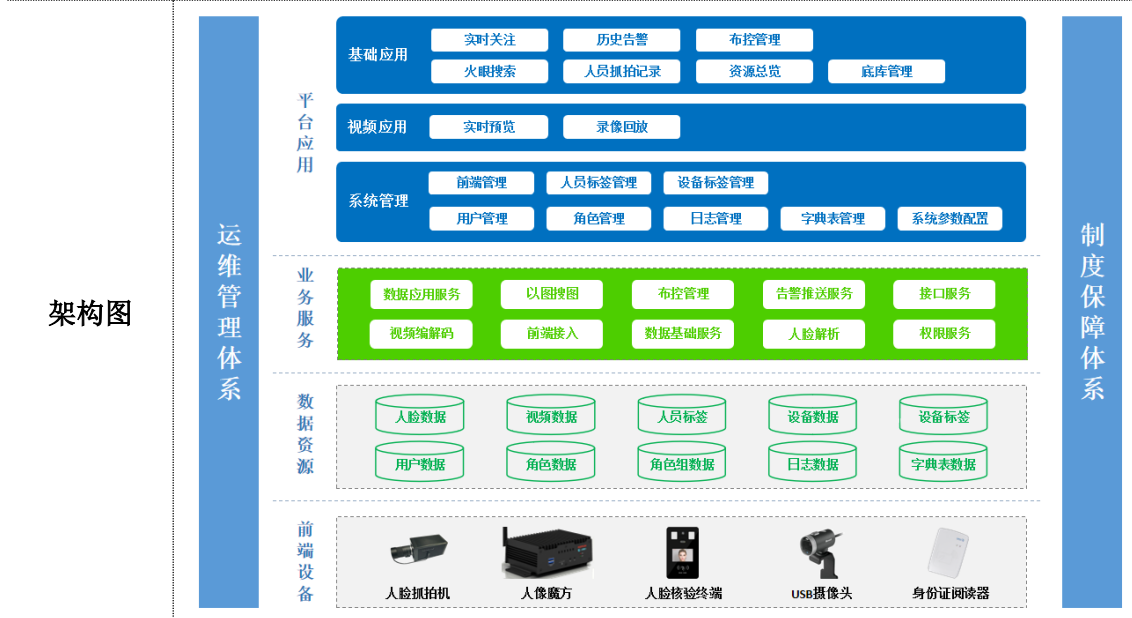 架构图
运维管理体系
平台应用
基础应用
实时关注 历史告警 布控管理
火眼搜索 人员抓拍记录 资源总览 底库管理
视频应用
实时预览 录像回放
系统管理
前端管理 人员标签管理 设备标签管理
用户管理 角色管理 日志管理 字典表管理 系统参数配置
业务服务
数据应用服务 以图搜图 布控管理 告警推送服务 接口服务
视频编解码 前端接入 数据基础服务 人脸解析 权限服务
数据资源
人脸数据 视频数据 人员标签 设备数据 设备标签
用户数据 角色数据 角色组数据 日志数据 字典表数据
前端设备
人脸抓拍机 人像魔方 人脸核验终端 USB摄像头 身份证阅读器
制度保障体系